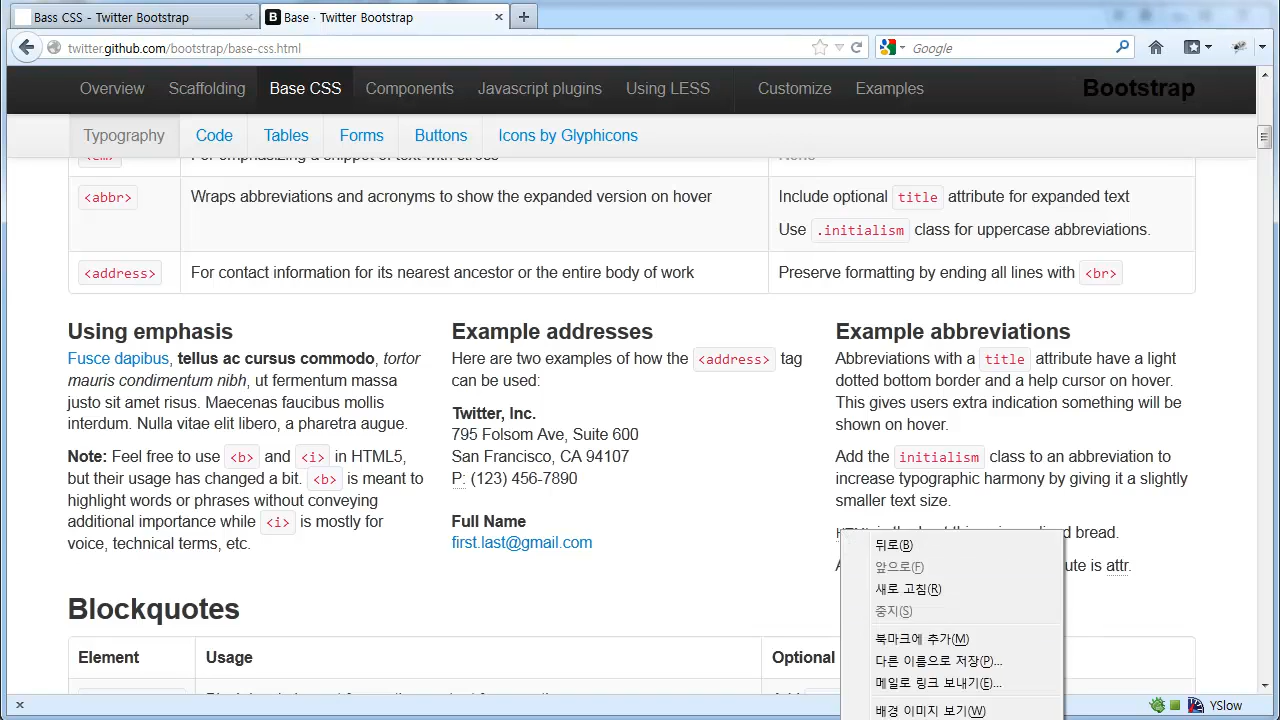 Bass CSS - Twitter Bootstrap
Base · Twitter Bootstrap
twitter.github.com/bootstrap/base-css.html
Google
Overview Scaffolding Base CSS Components Javascript plugins Using LESS Customize Examples Bootstrap
Typography Code Tables Forms Buttons Icons by Glyphicons
<em> For emphasizing a snippet of text with stress None
<abbr> Wraps abbreviations and acronyms to show the expanded version on hover Include optional title attribute for expanded text
Use .initialism class for uppercase abbreviations.
<address> For contact information for its nearest ancestor or the entire body of work Preserve formatting by ending all lines with <br>
Using emphasis
Fusce dapibus, tellus ac cursus commodo, tortor
mauris condimentum nibh, ut fermentum massa
justo sit amet risus. Maecenas faucibus mollis
interdum. Nulla vitae elit libero, a pharetra augue.
Note: Feel free to use <b> and <i> in HTML5,
but their usage has changed a bit. <b> is meant to
highlight words or phrases without conveying
additional importance while <i> is mostly for
voice, technical terms, etc.
Example addresses
Here are two examples of how the <address> tag
can be used:
Twitter, Inc.
795 Folsom Ave, Suite 600
San Francisco, CA 94107
P: (123) 456-7890
Full Name
first.last@gmail.com
Example abbreviations
Abbreviations with a title attribute have a light
dotted bottom border and a help cursor on hover.
This gives users extra indication something will be
shown on hover.
Add the initialism class to an abbreviation to
increase typographic harmony by giving it a slightly
smaller text size.
bread.
attr.
뒤로(B)
앞으로(F)
새로 고침(R)
중지(S)
북마크에 추가(M)
다른 이름으로 저장(P)...
메일로 링크 보내기(E)...
배경 이미지 보기(W)
Blockquotes
Element Usage Optional
YSlow